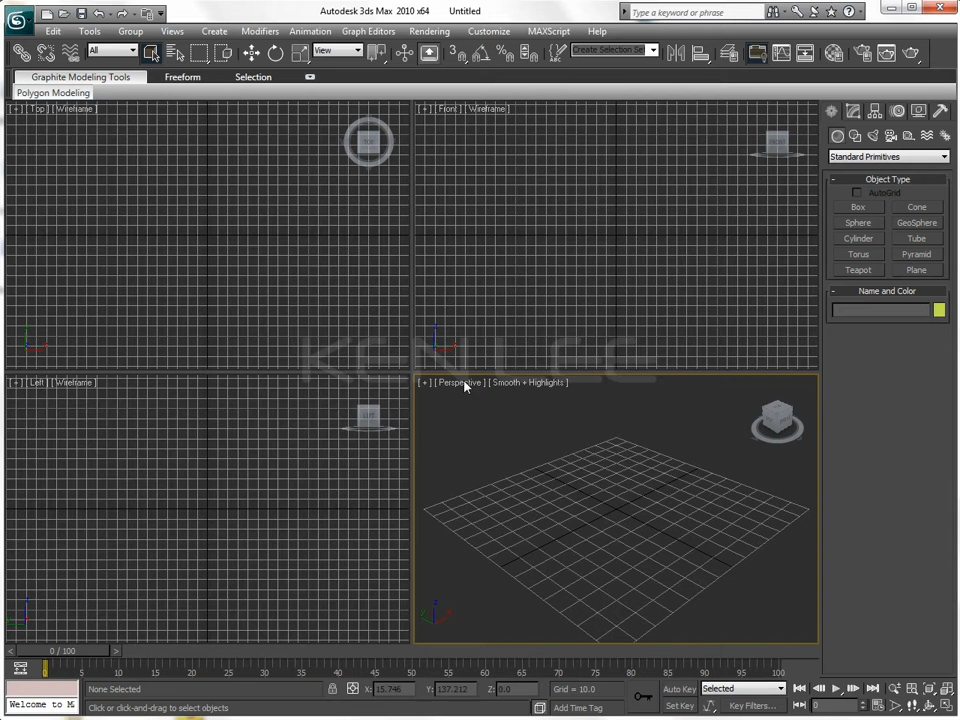 Autodesk 3ds Max 2010 x64 Untitled
Type a keyword or phrase
Edit Tools Group Views Create Modifiers Animation Graph Editors Rendering Customize MAXScript Help
All View Create Selection Se
Graphite Modeling Tools Freeform Selection
Polygon Modeling
[ + ] [ Top ] [ Wireframe ]
[ + ] [ Front ] [ Wireframe ]
Standard Primitives
- Object Type
AutoGrid
Box Cone
Sphere GeoSphere
Cylinder Tube
Torus Pyramid
Teapot Plane
- Name and Color
KEN LEE
[ + ] [ Left ] [ Wireframe ]
[ + ] [ Perspective ] [ Smooth + Highlights ]
< 0 / 100 >
5 10 15 20 25 30 35 40 45 50 55 60 65 70 75 80 85 90 95 100
None Selected X: 15.746 Y: 137.212 Z: 0.0 Grid = 10.0 Auto Key Selected
Welcome to M Click or click-and-drag to select objects Add Time Tag Set Key Key Filters... 0